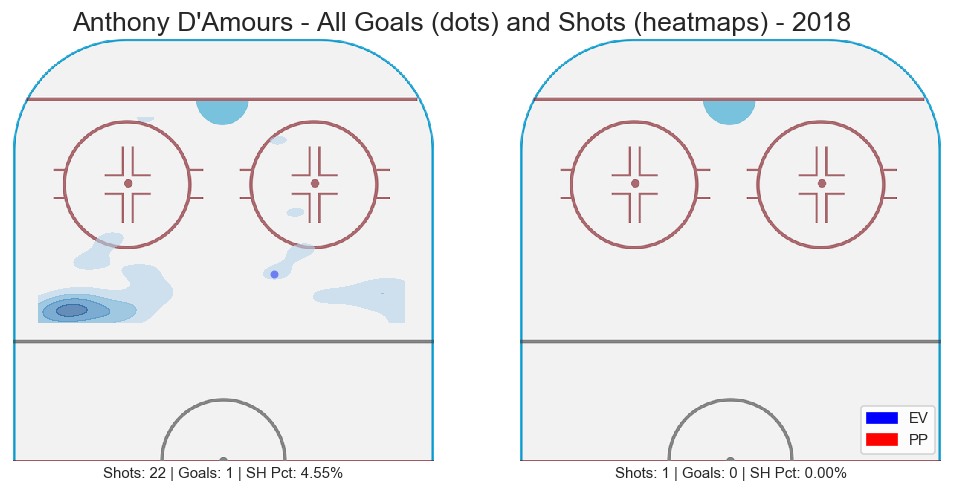 Anthony D'Amours - All Goals (dots) and Shots (heatmaps) - 2018
EV
PP
Shots: 22 | Goals: 1 | SH Pct: 4.55%
Shots: 1 | Goals: 0 | SH Pct: 0.00%